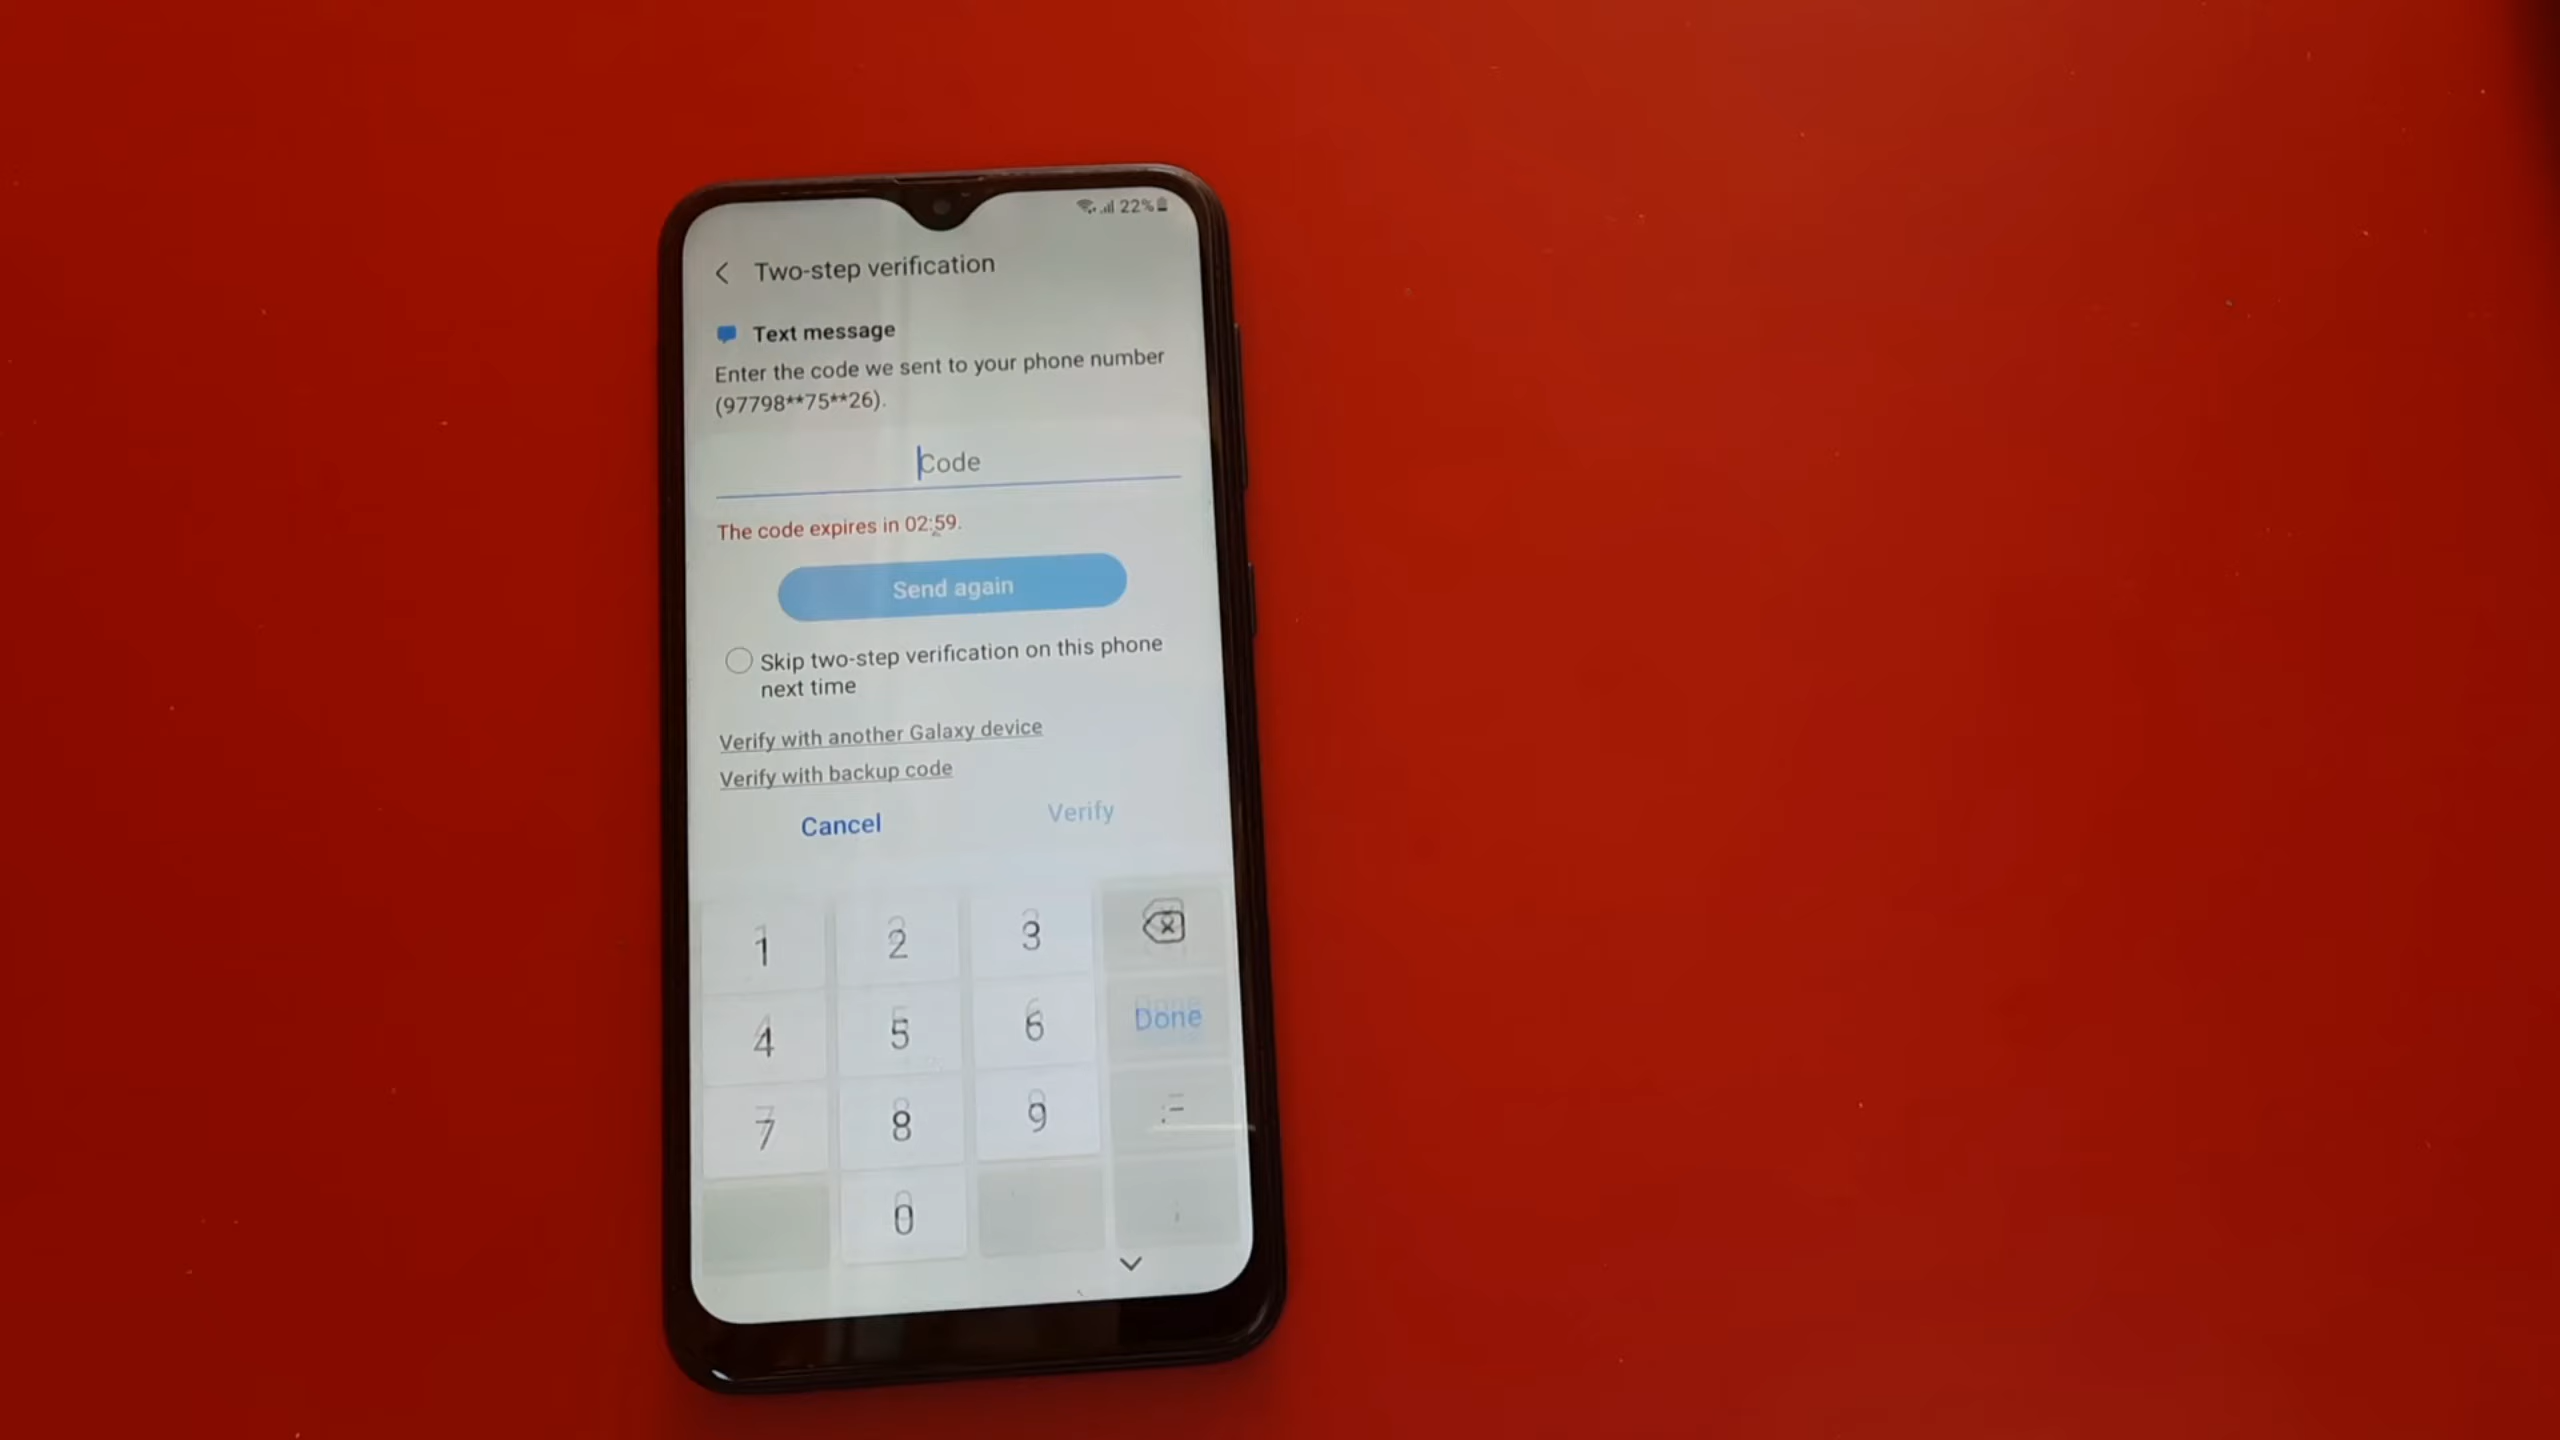 22%
Two-step verification
Text message
Enter the code we sent to your phone number
(97798**75**26).
Code
The code expires in 02:59.
Send again
Skip two-step verification on this phone
next time
Verify with another Galaxy device
Verify with backup code
Cancel Verify
1 2 3
4 5 6 Done
7 8 9
0